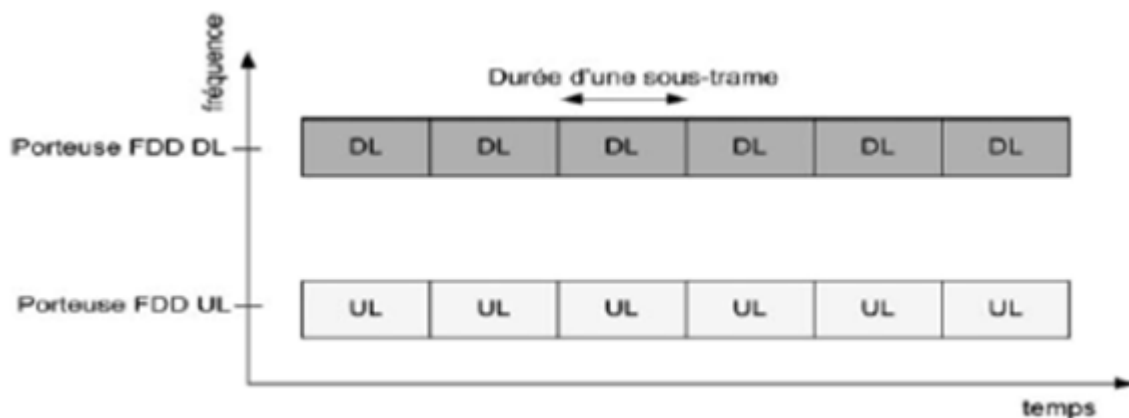 fréquence
Durée d'une sous-trame
Porteuse FDD DL
DL DL DL DL DL DL
Porteuse FDD UL
UL UL UL UL UL UL
temps